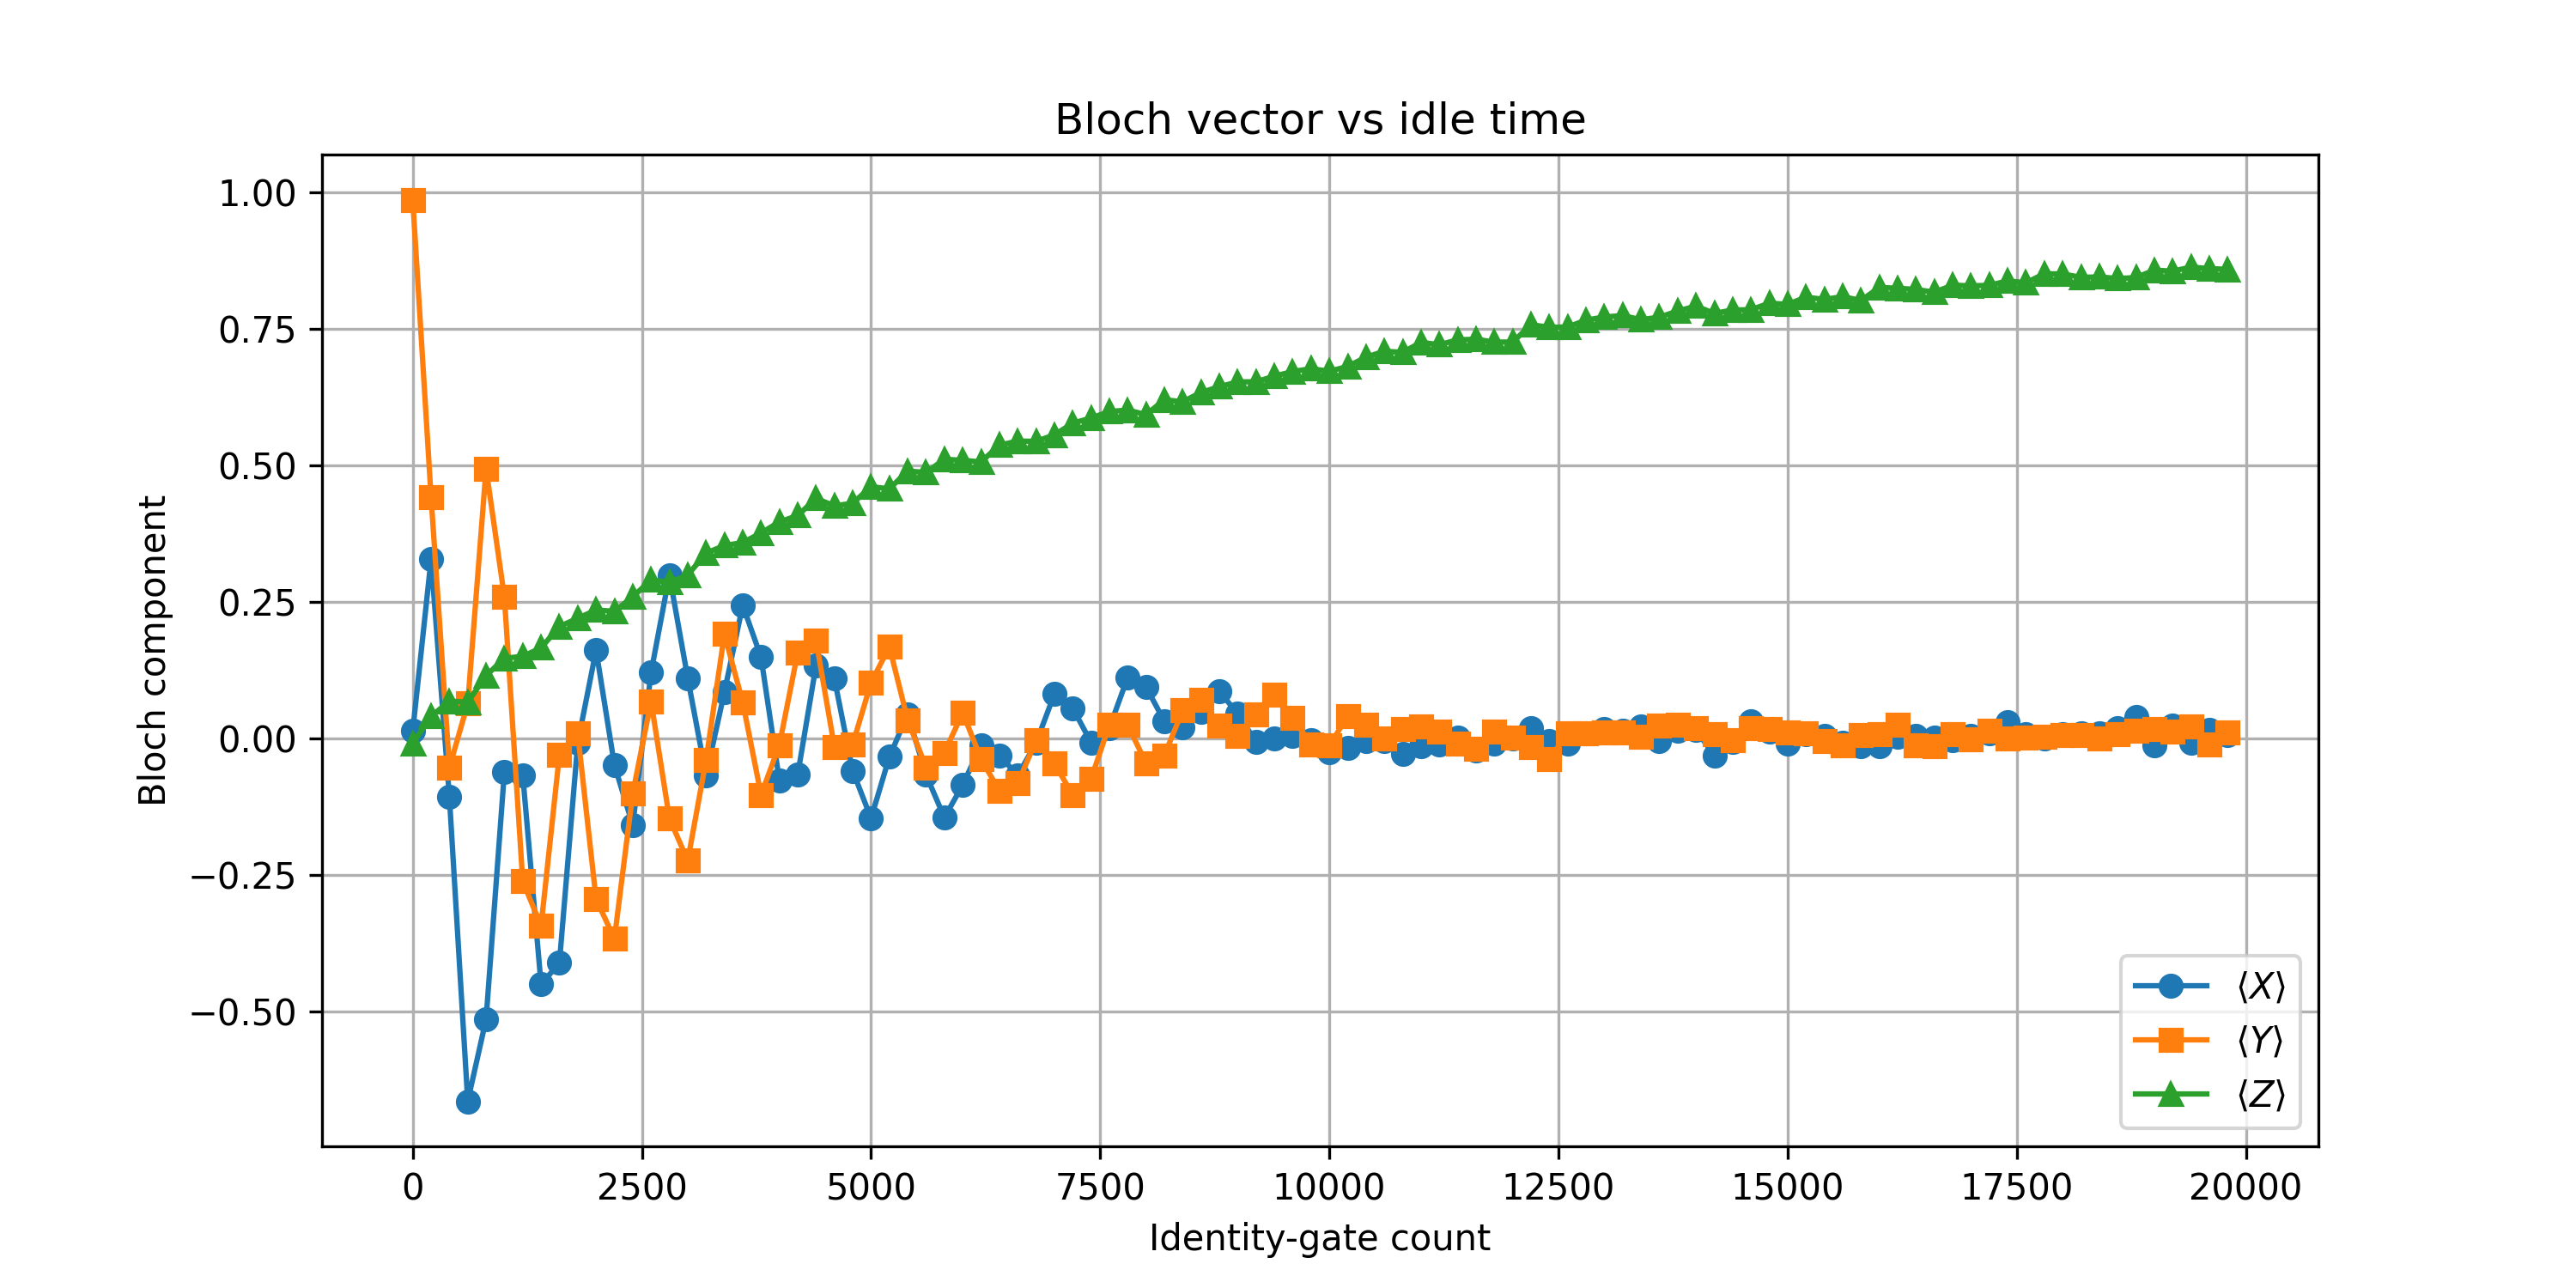 Bloch vector vs idle time
Bloch component
1.00
0.75
0.50
0.25
0.00
−0.25
−0.50
0
2500
5000
7500
10000
12500
15000
17500
20000
Identity-gate count
⟨X⟩
⟨Y⟩
⟨Z⟩